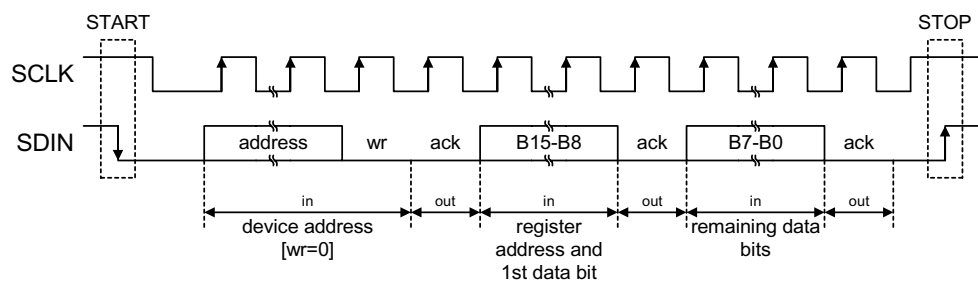 START
STOP
SCLK
SDIN
address
wr
ack
B15-B8
ack
B7-B0
ack
in
out
in
out
in
out
device address
[wr=0]
register
address and
1st data bit
remaining data
bits